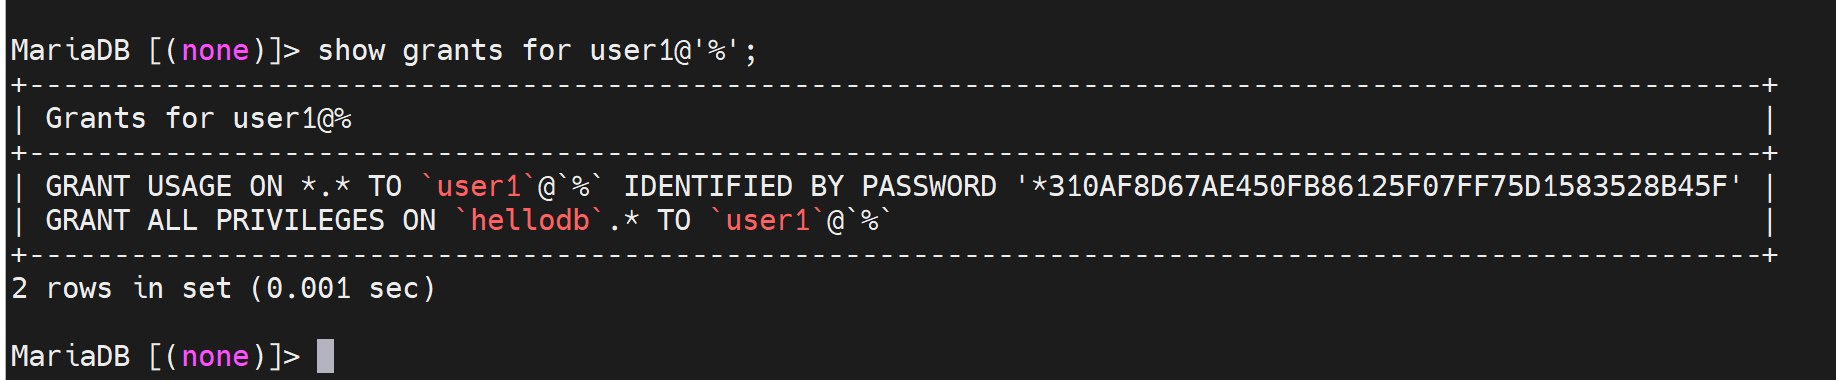 MariaDB [(none)]> show grants for user1@'%';
+------------------------------------------------------------------------------------------------------+
| Grants for user1@%                                                                                   |
+------------------------------------------------------------------------------------------------------+
| GRANT USAGE ON *.* TO `user1`@`%` IDENTIFIED BY PASSWORD '*310AF8D67AE450FB86125F07FF75D1583528B45F' |
| GRANT ALL PRIVILEGES ON `hellodb`.* TO `user1`@`%`                                                   |
+------------------------------------------------------------------------------------------------------+
2 rows in set (0.001 sec)
MariaDB [(none)]>